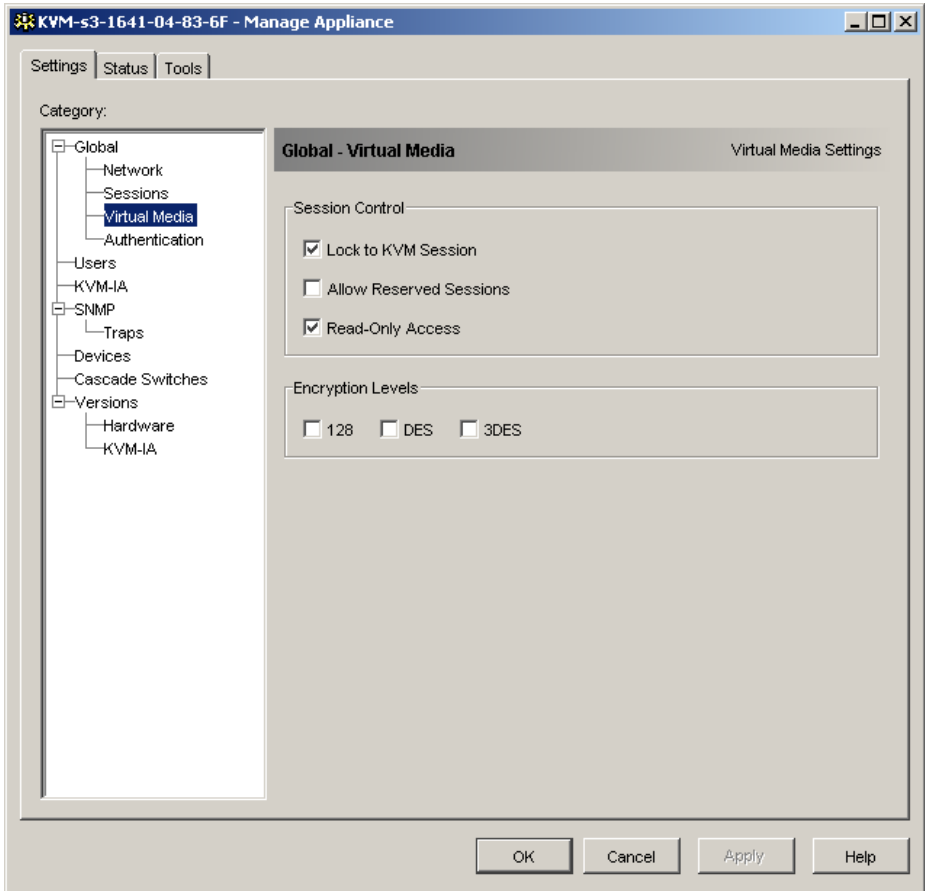 KVM-s3-1641-04-83-6F - Manage Appliance
Settings Status Tools
Category:
Global
Network
Sessions
Virtual Media
Authentication
Users
KVM-IA
SNMP
Traps
Devices
Cascade Switches
Versions
Hardware
KVM-IA
Global - Virtual Media Virtual Media Settings
Session Control
Lock to KVM Session
Allow Reserved Sessions
Read-Only Access
Encryption Levels
128 DES 3DES
OK Cancel Apply Help